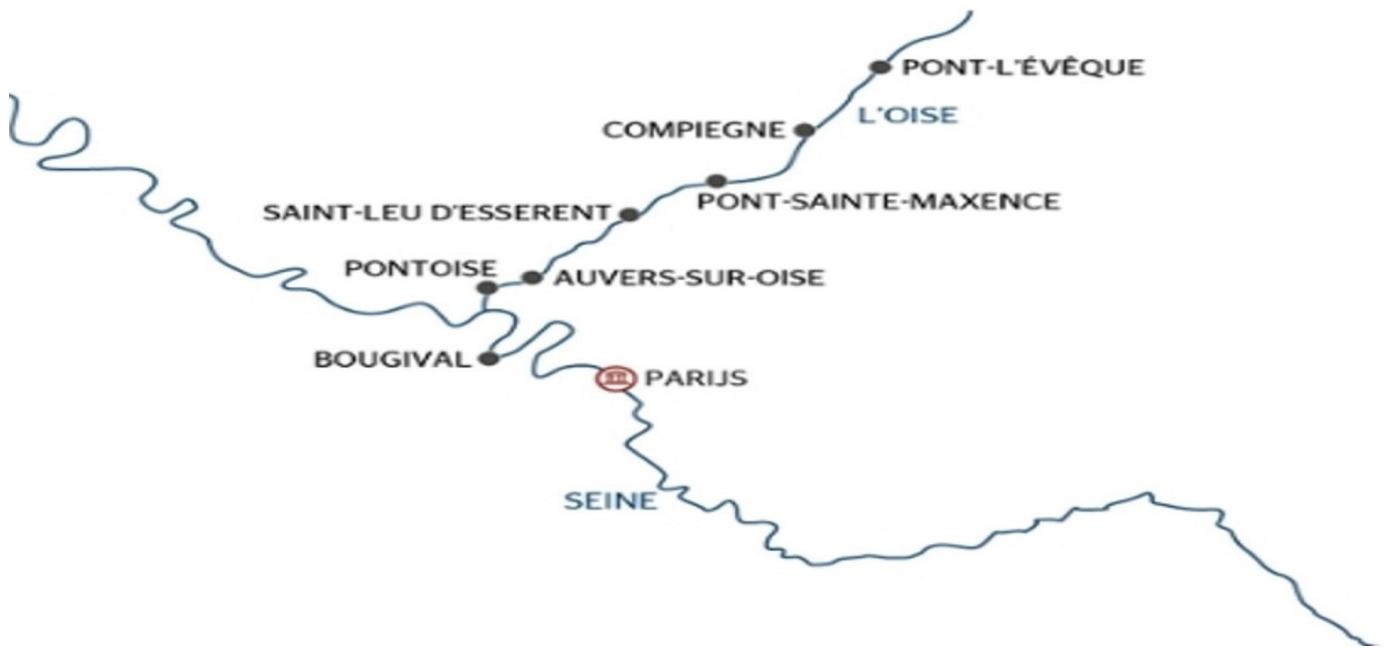 PONT-L'ÉVÊQUE
L'OISE
COMPIEGNE
PONT-SAINTE-MAXENCE
SAINT-LEU D'ESSERENT
PONTOISE
AUVERS-SUR-OISE
BOUGIVAL
PARIJS
SEINE